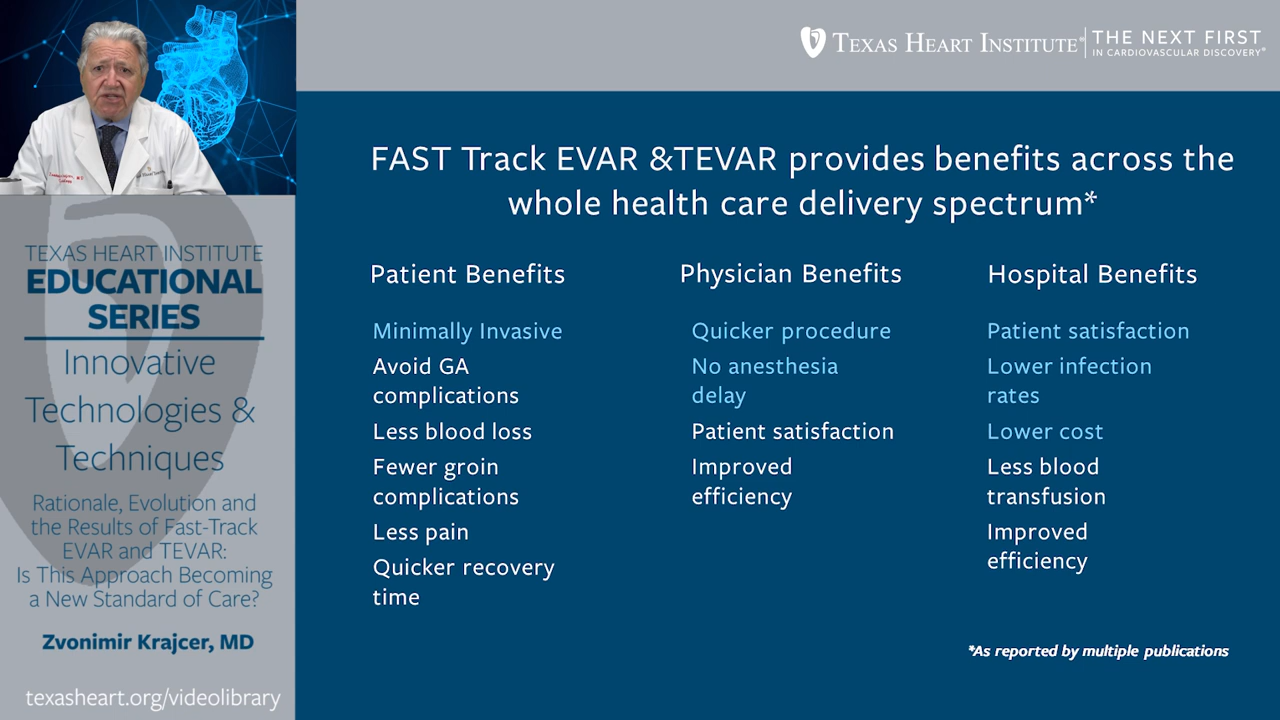 TEXAS HEART INSTITUTE®
THE NEXT FIRST
IN CARDIOVASCULAR DISCOVERY®
FAST Track EVAR &TEVAR provides benefits across the
whole health care delivery spectrum*
Patient Benefits
Minimally Invasive
Avoid GA
complications
Less blood loss
Fewer groin
complications
Less pain
Quicker recovery
time
Physician Benefits
Quicker procedure
No anesthesia
delay
Patient satisfaction
Improved
efficiency
Hospital Benefits
Patient satisfaction
Lower infection
rates
Lower cost
Less blood
transfusion
Improved
efficiency
*As reported by multiple publications
TEXAS HEART INSTITUTE
EDUCATIONAL
SERIES
Innovative
Technologies &
Techniques
Rationale, Evolution and
the Results of Fast-Track
EVAR and TEVAR:
Is This Approach Becoming
a New Standard of Care?
Zvonimir Krajcer, MD
texasheart.org/videolibrary